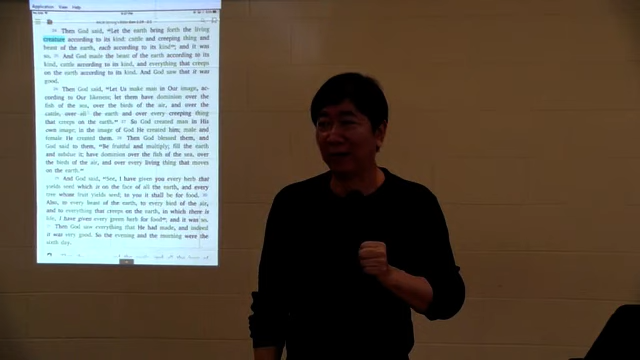 Application View Help
24 Then God said, "Let the earth bring forth the living
creature according to its kind: cattle and creeping thing and
beast of the earth, each according to its kind"; and it was
so. 25 And God made the beast of the earth according to its
kind, cattle according to its kind, and everything that creeps
on the earth according to its kind. And God saw that it was
good.
26 Then God said, "Let Us make man in Our image, ac-
cording to Our likeness; let them have dominion over the
fish of the sea, over the birds of the air, and over the
cattle, over all the earth and over every creeping thing
that creeps on the earth." 27 So God created man in His
own image; in the image of God He created him; male and
female He created them. 28 Then God blessed them, and
God said to them, "Be fruitful and multiply; fill the earth
and subdue it; have dominion over the fish of the sea, over
the birds of the air, and over every living thing that moves
on the earth."
29 And God said, "See, I have given you every herb that
yields seed which is on the face of all the earth, and every
tree whose fruit yields seed; to you it shall be for food. 30
Also, to every beast of the earth, to every bird of the air,
and to everything that creeps on the earth, in which there is
life, I have given every green herb for food"; and it was so.
Then God saw everything that He had made, and indeed
it was very good. So the evening and the morning were the
sixth day.